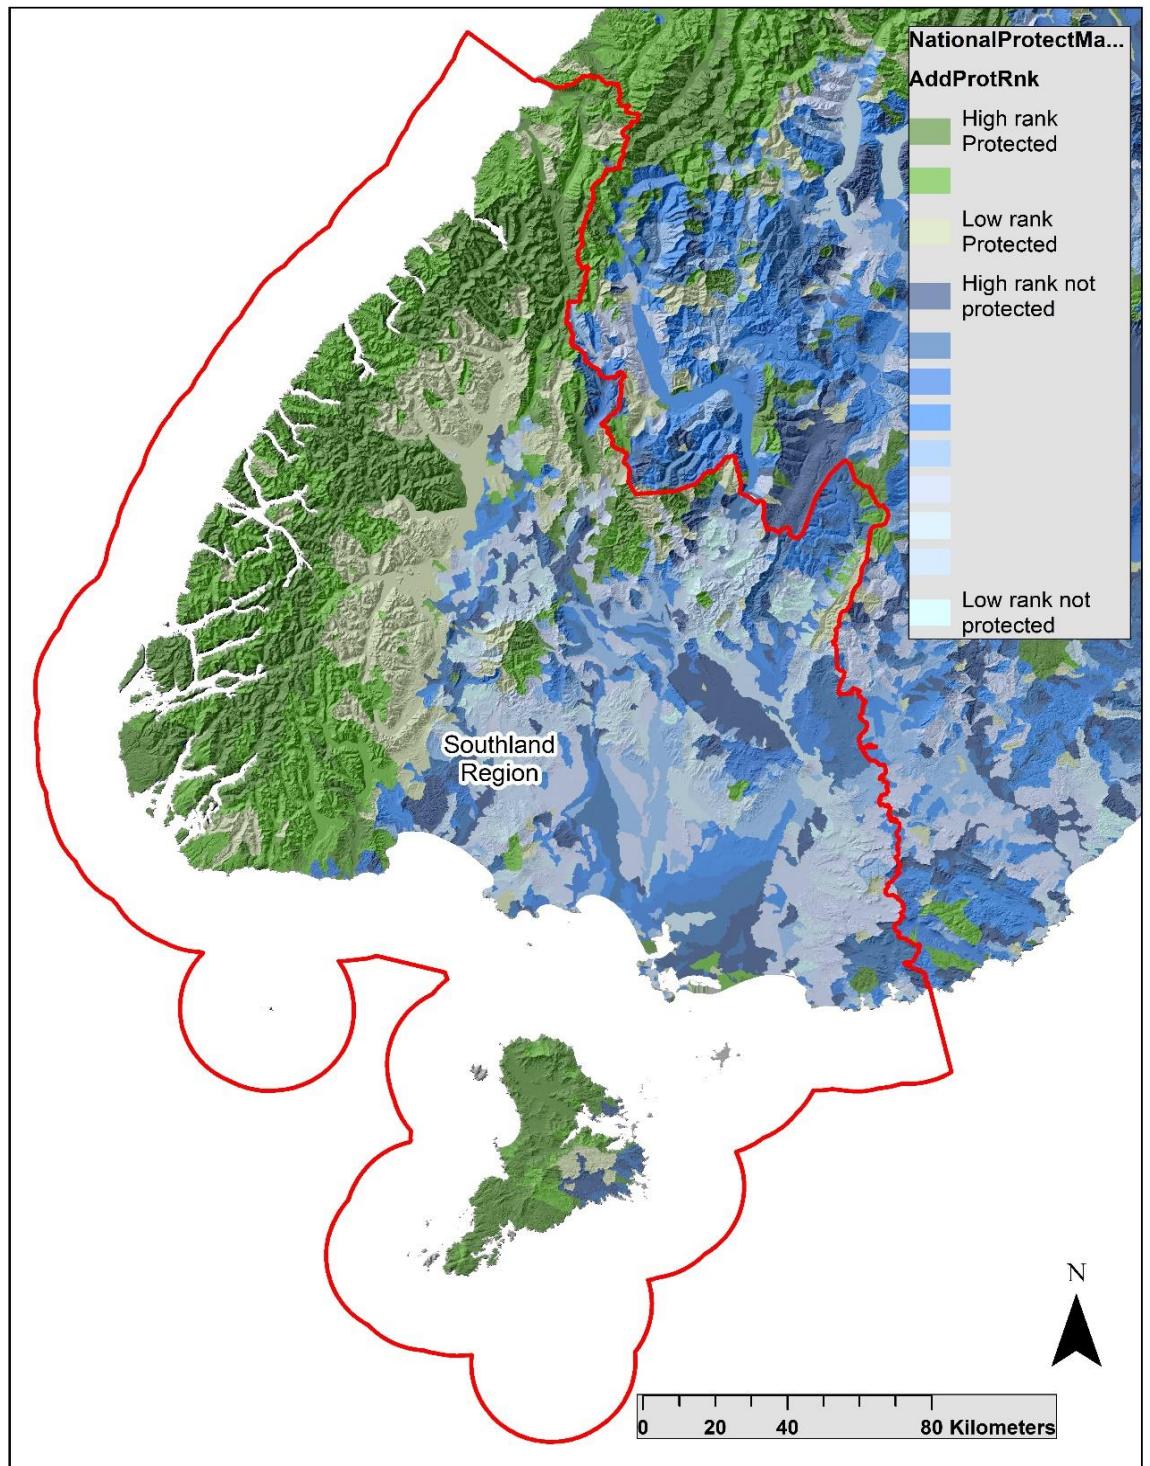 NationalProtectMa...
AddProtRnk
High rank
Protected
Low rank
Protected
High rank not
protected
Low rank not
protected
Southland
Region
N
0 20 40 80 Kilometers